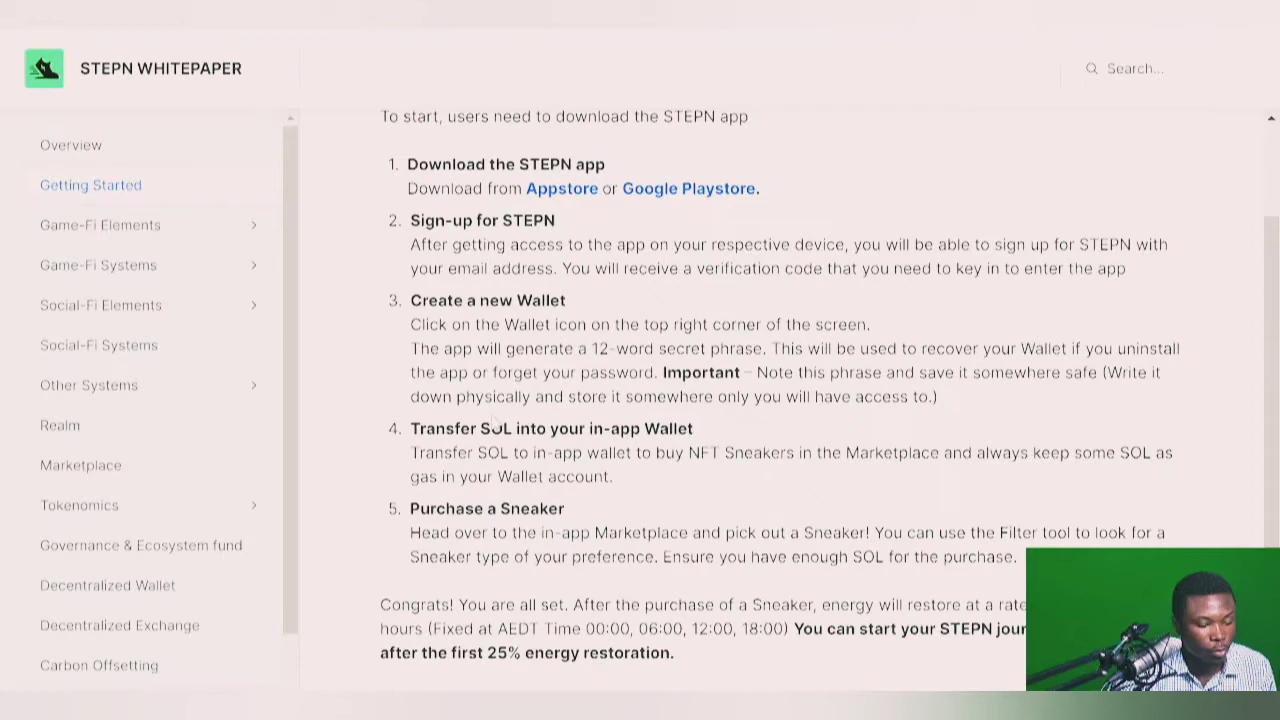 STEPN WHITEPAPER
Search...
Overview
Getting Started
Game-Fi Elements
Game-Fi Systems
Social-Fi Elements
Social-Fi Systems
Other Systems
Realm
Marketplace
Tokenomics
Governance & Ecosystem fund
Decentralized Wallet
Decentralized Exchange
Carbon Offsetting
To start, users need to download the STEPN app
1. Download the STEPN app
Download from Appstore or Google Playstore.
2. Sign-up for STEPN
After getting access to the app on your respective device, you will be able to sign up for STEPN with
your email address. You will receive a verification code that you need to key in to enter the app
3. Create a new Wallet
Click on the Wallet icon on the top right corner of the screen.
The app will generate a 12-word secret phrase. This will be used to recover your Wallet if you uninstall
the app or forget your password. Important – Note this phrase and save it somewhere safe (Write it
down physically and store it somewhere only you will have access to.)
4. Transfer SOL into your in-app Wallet
Transfer SOL to in-app wallet to buy NFT Sneakers in the Marketplace and always keep some SOL as
gas in your Wallet account.
5. Purchase a Sneaker
Head over to the in-app Marketplace and pick out a Sneaker! You can use the Filter tool to look for a
Sneaker type of your preference. Ensure you have enough SOL for the purchase.
Congrats! You are all set. After the purchase of a Sneaker, energy will restore at a rate
hours (Fixed at AEDT Time 00:00, 06:00, 12:00, 18:00) You can start your STEPN
after the first 25% energy restoration.